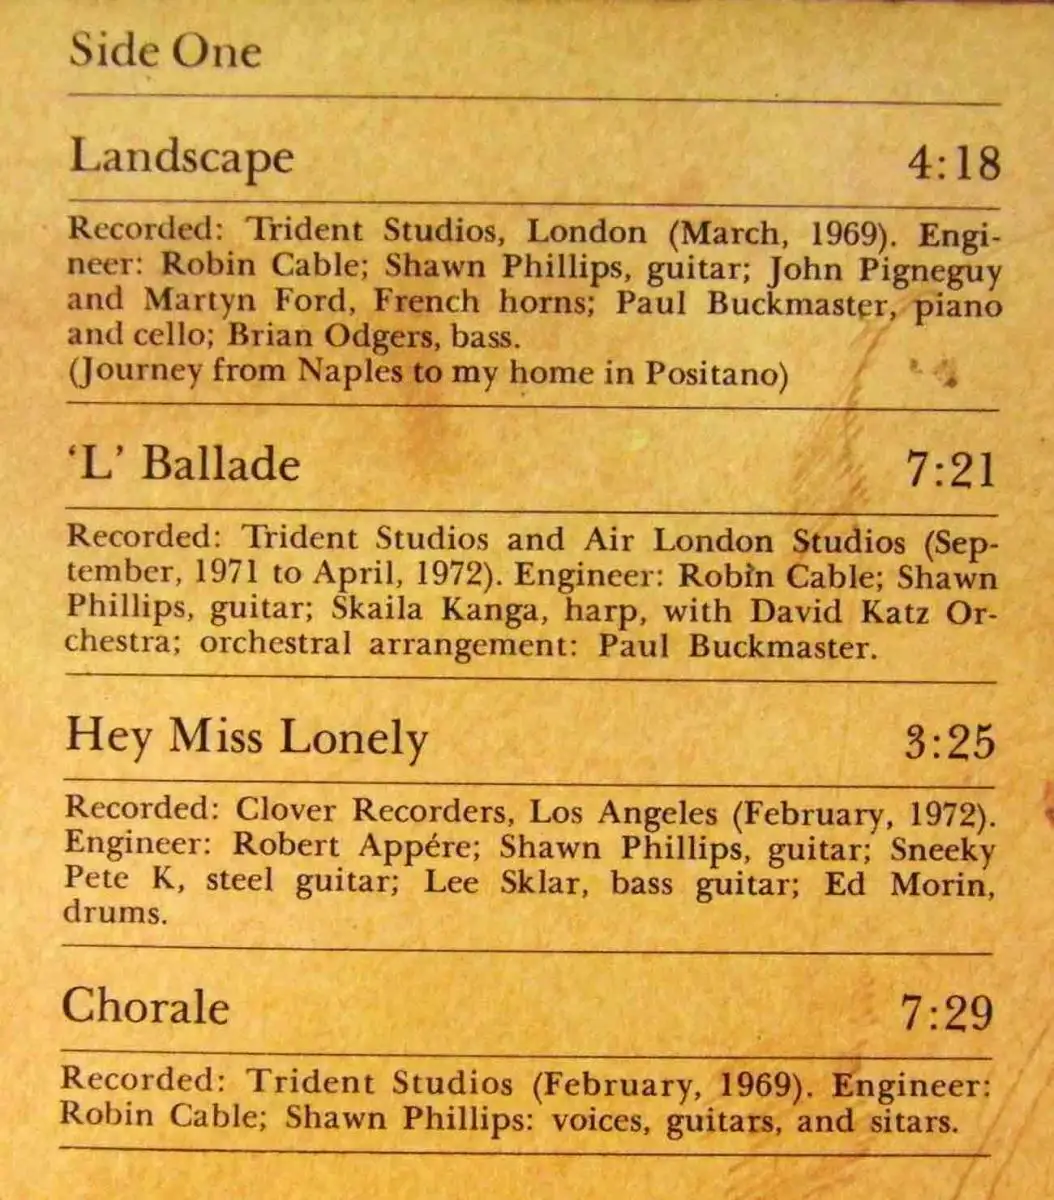 Side One
Landscape 4:18
Recorded: Trident Studios, London (March, 1969). Engi-
neer: Robin Cable; Shawn Phillips, guitar; John Pigneguy
and Martyn Ford, French horns; Paul Buckmaster, piano
and cello; Brian Odgers, bass.
(Journey from Naples to my home in Positano)
‘L’ Ballade 7:21
Recorded: Trident Studios and Air London Studios (Sep-
tember, 1971 to April, 1972). Engineer: Robin Cable; Shawn
Phillips, guitar; Skaila Kanga, harp, with David Katz Or-
chestra; orchestral arrangement: Paul Buckmaster.
Hey Miss Lonely 3:25
Recorded: Clover Recorders, Los Angeles (February, 1972).
Engineer: Robert Appére; Shawn Phillips, guitar; Sneeky
Pete K, steel guitar; Lee Sklar, bass guitar; Ed Morin,
drums.
Chorale 7:29
Recorded: Trident Studios (February, 1969). Engineer:
Robin Cable; Shawn Phillips: voices, guitars, and sitars.